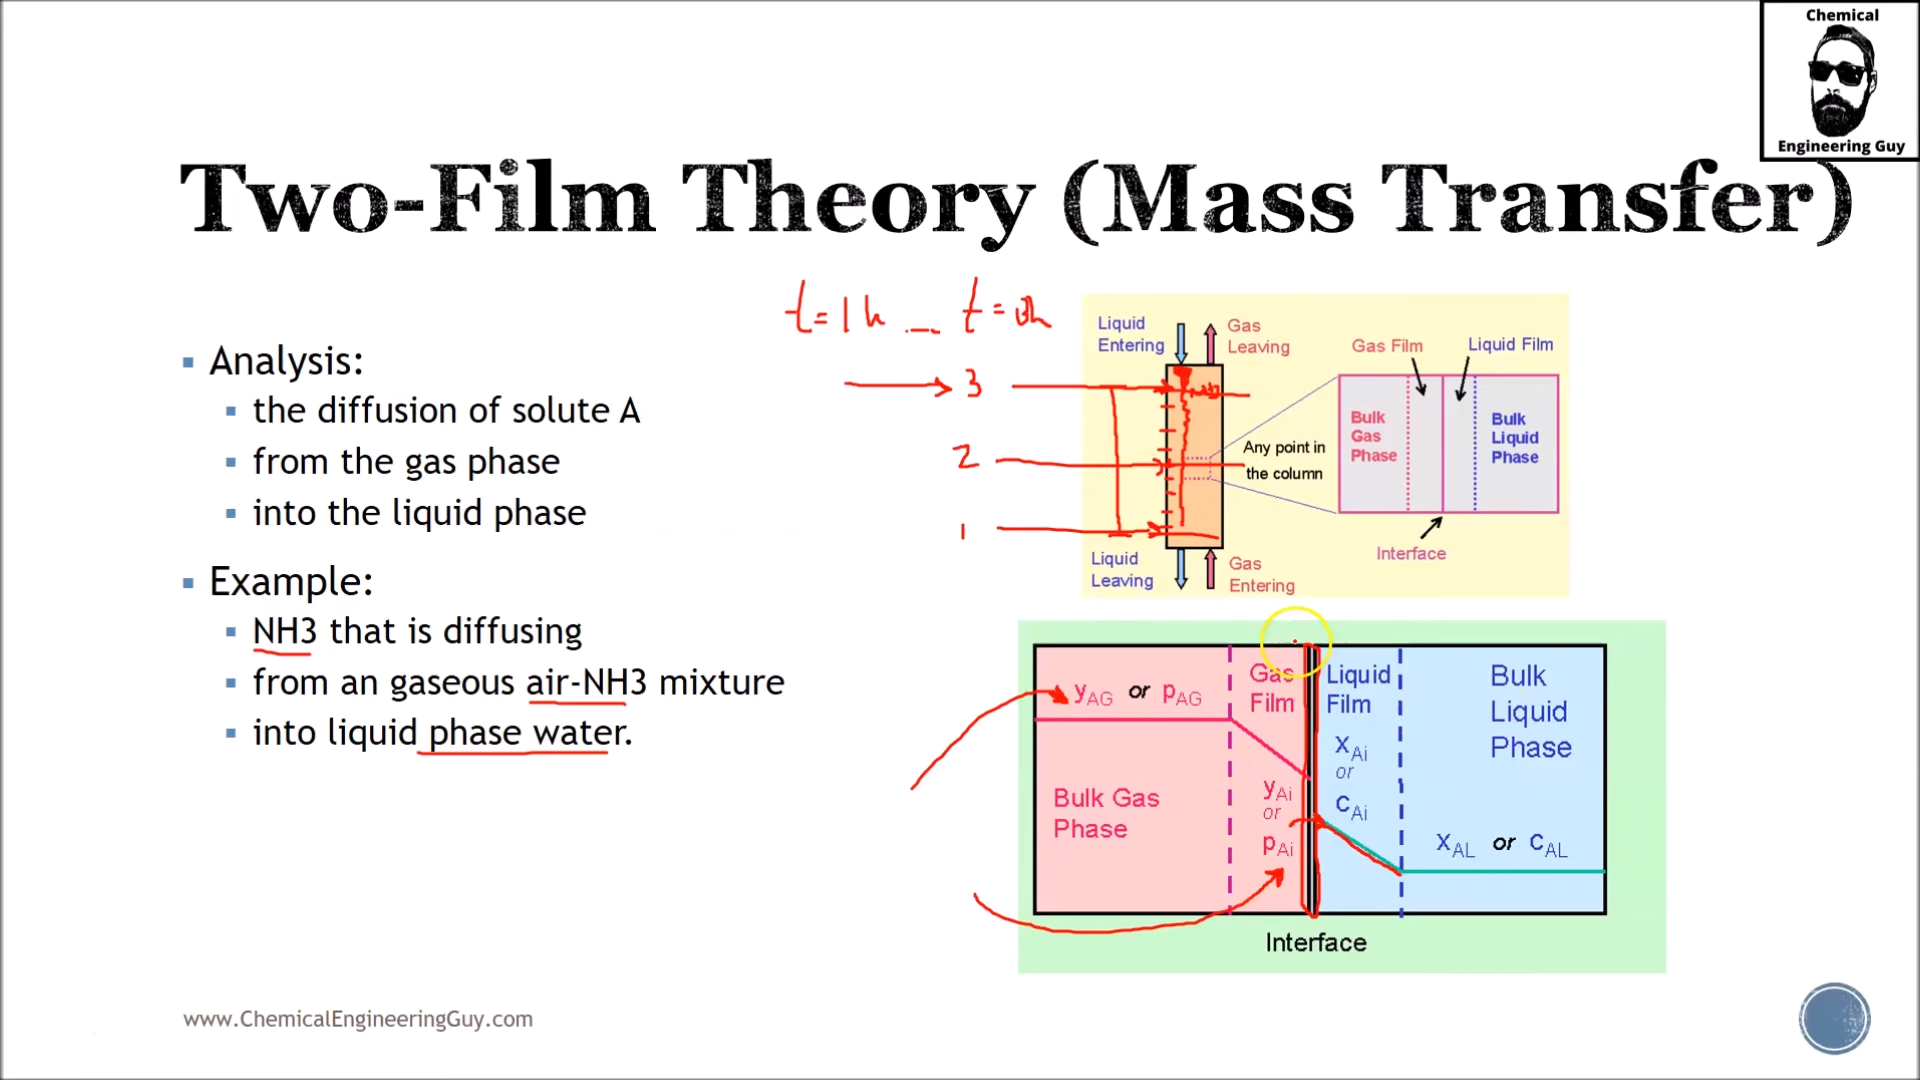 Chemical
Engineering Guy
Two-Film Theory (Mass Transfer)
Analysis:
the diffusion of solute A
from the gas phase
into the liquid phase
Example:
NH3 that is diffusing
from an gaseous air-NH3 mixture
into liquid phase water.
t=1h — t=
3
2
1
Liquid Entering
Gas Leaving
Any point in the column
Liquid Leaving
Gas Entering
Gas Film
Liquid Film
Bulk Gas Phase
Bulk Liquid Phase
Interface
yAG or pAG
Gas Film
Liquid Film
Bulk Liquid Phase
xAi or cAi
yAi or pAi
Bulk Gas Phase
xAL or cAL
Interface
www.ChemicalEngineeringGuy.com